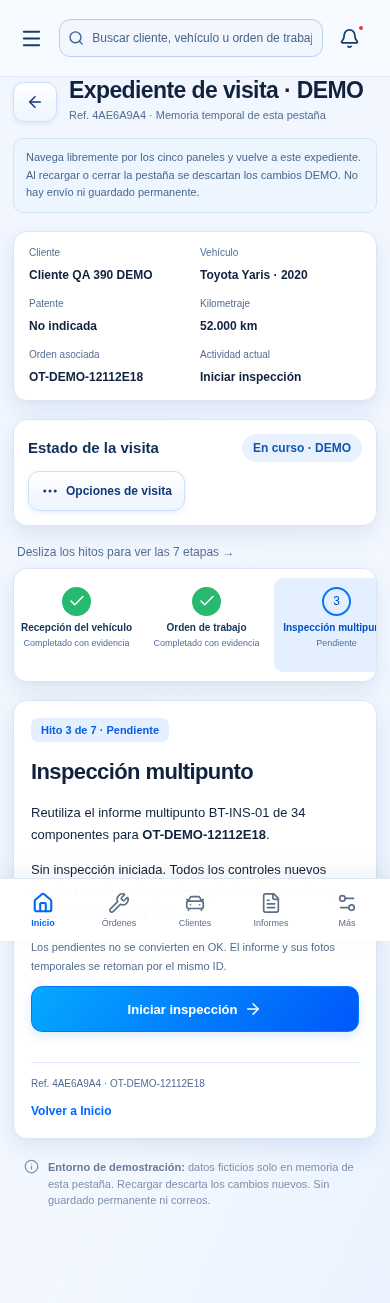 Buscar cliente, vehículo u orden de trabaj
Expediente de visita · DEMO
Ref. 4AE6A9A4 · Memoria temporal de esta pestaña
Navega libremente por los cinco paneles y vuelve a este expediente.
Al recargar o cerrar la pestaña se descartan los cambios DEMO. No
hay envío ni guardado permanente.
Cliente
Vehículo
Cliente QA 390 DEMO
Toyota Yaris · 2020
Patente
Kilometraje
No indicada
52.000 km
Orden asociada
Actividad actual
OT-DEMO-12112E18
Iniciar inspección
Estado de la visita
En curso · DEMO
Opciones de visita
Desliza los hitos para ver las 7 etapas →
3
Recepción del vehículo
Orden de trabajo
Inspección multipun
Completado con evidencia
Completado con evidencia
Pendiente
Hito 3 de 7 · Pendiente
Inspección multipunto
Reutiliza el informe multipunto BT-INS-01 de 34
componentes para OT-DEMO-12112E18.
Sin inspección iniciada. Todos los controles nuevos
Inicio
Órdenes
Clientes
Informes
Más
Los pendientes no se convierten en OK. El informe y sus fotos
temporales se retoman por el mismo ID.
Iniciar inspección →
Ref. 4AE6A9A4 · OT-DEMO-12112E18
Volver a Inicio
Entorno de demostración: datos ficticios solo en memoria de
esta pestaña. Recargar descarta los cambios nuevos. Sin
guardado permanente ni correos.